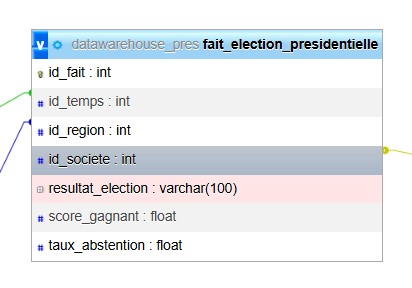 v datawarehouse_pres fait_election_presidentielle
id_fait : int
# id_temps : int
# id_region : int
# id_societe : int
resultat_election : varchar(100)
# score_gagnant : float
# taux_abstention : float